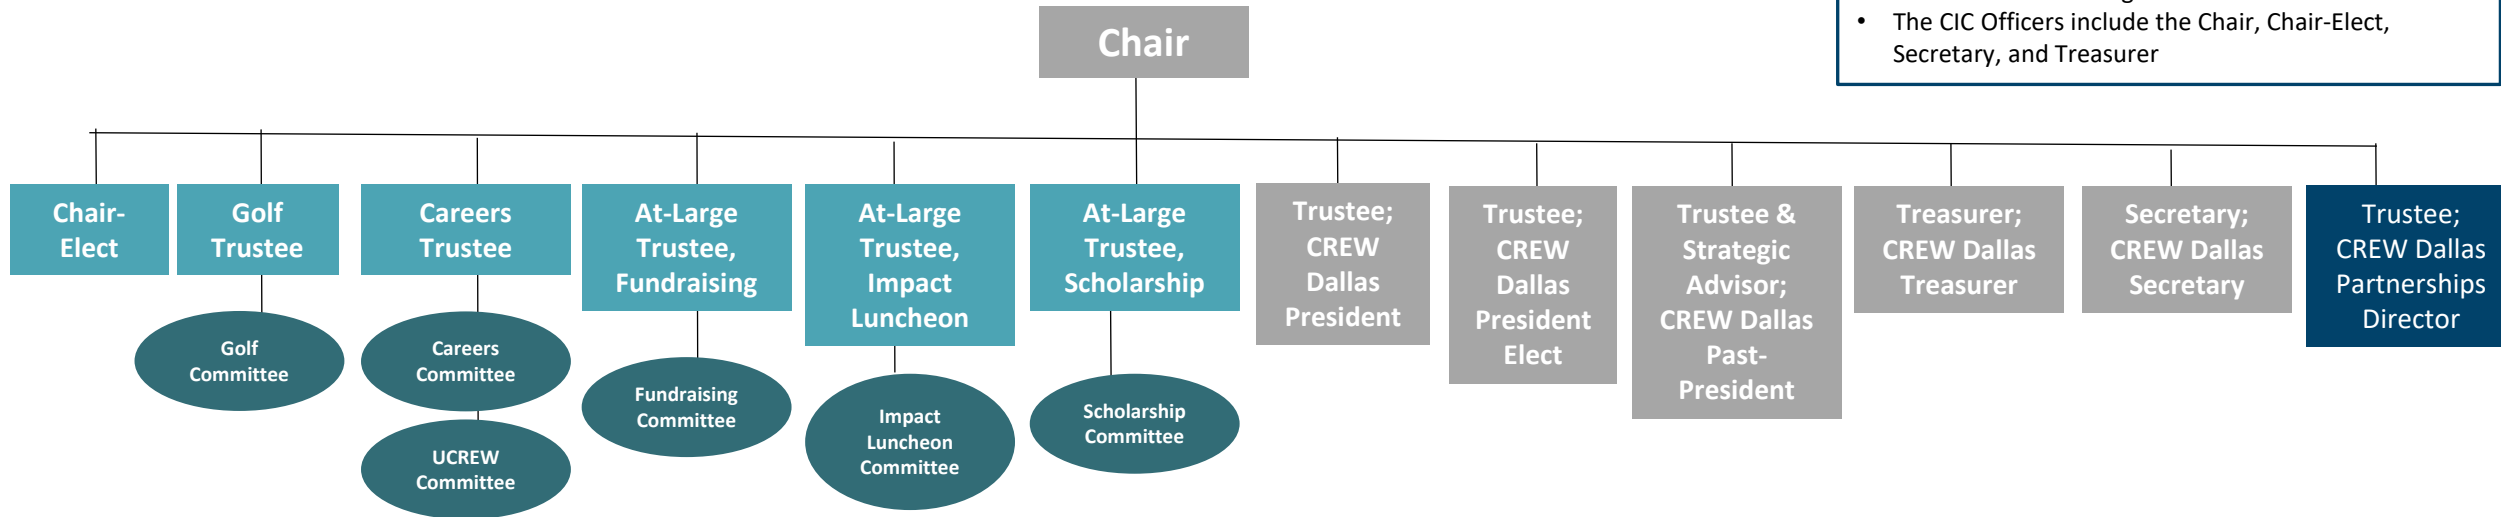 Chair
• The CIC Officers include the Chair, Chair-Elect,
Secretary, and Treasurer
Chair-
Elect
Golf
Trustee
Careers
Trustee
At-Large
Trustee,
Fundraising
At-Large
Trustee,
Impact
Luncheon
At-Large
Trustee,
Scholarship
Trustee;
CREW
Dallas
President
Trustee;
CREW
Dallas
President
Elect
Trustee &
Strategic
Advisor;
CREW Dallas
Past-
President
Treasurer;
CREW Dallas
Treasurer
Secretary;
CREW Dallas
Secretary
Trustee;
CREW Dallas
Partnerships
Director
Golf
Committee
Careers
Committee
UCREW
Committee
Fundraising
Committee
Impact
Luncheon
Committee
Scholarship
Committee